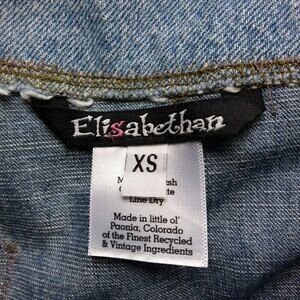 Elisabethan
XS
Line Dry
Made in little ol'
Paonia, Colorado
of the Finest Recycled
& Vintage Ingredients